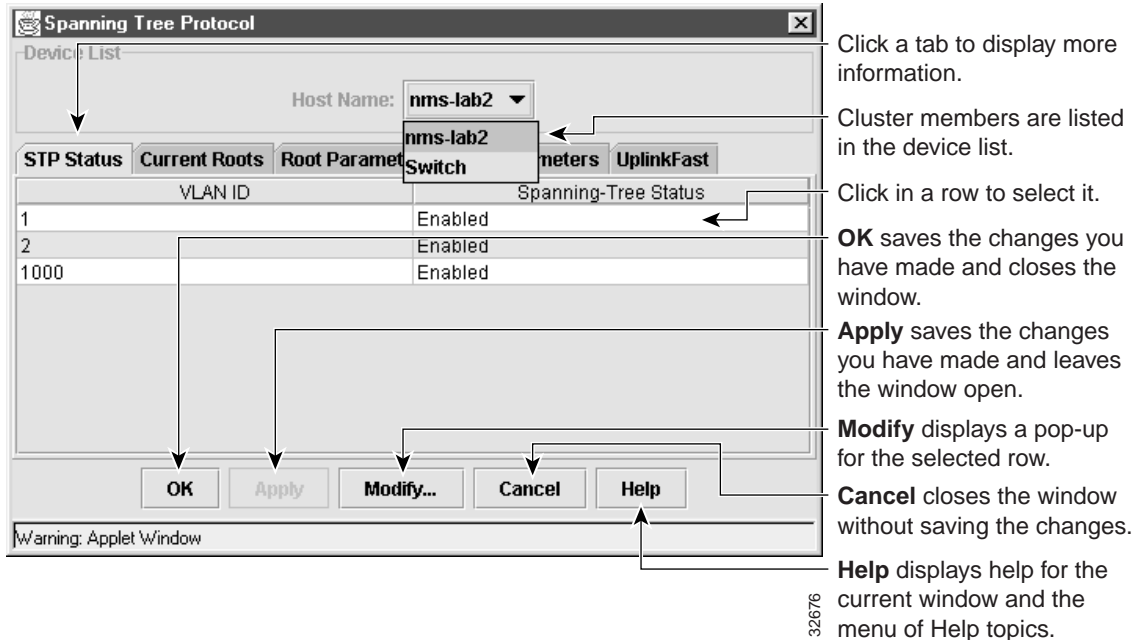 Spanning Tree Protocol
Device List
Host Name: nms-lab2
nms-lab2
Switch
STP Status Current Roots Root Paramet meters UplinkFast
VLAN ID Spanning-Tree Status
1 Enabled
2 Enabled
1000 Enabled
OK Apply Modify... Cancel Help
Warning: Applet Window
Click a tab to display more
information.
Cluster members are listed
in the device list.
Click in a row to select it.
OK saves the changes you
have made and closes the
window.
Apply saves the changes
you have made and leaves
the window open.
Modify displays a pop-up
for the selected row.
Cancel closes the window
without saving the changes.
Help displays help for the
current window and the
menu of Help topics.
32676